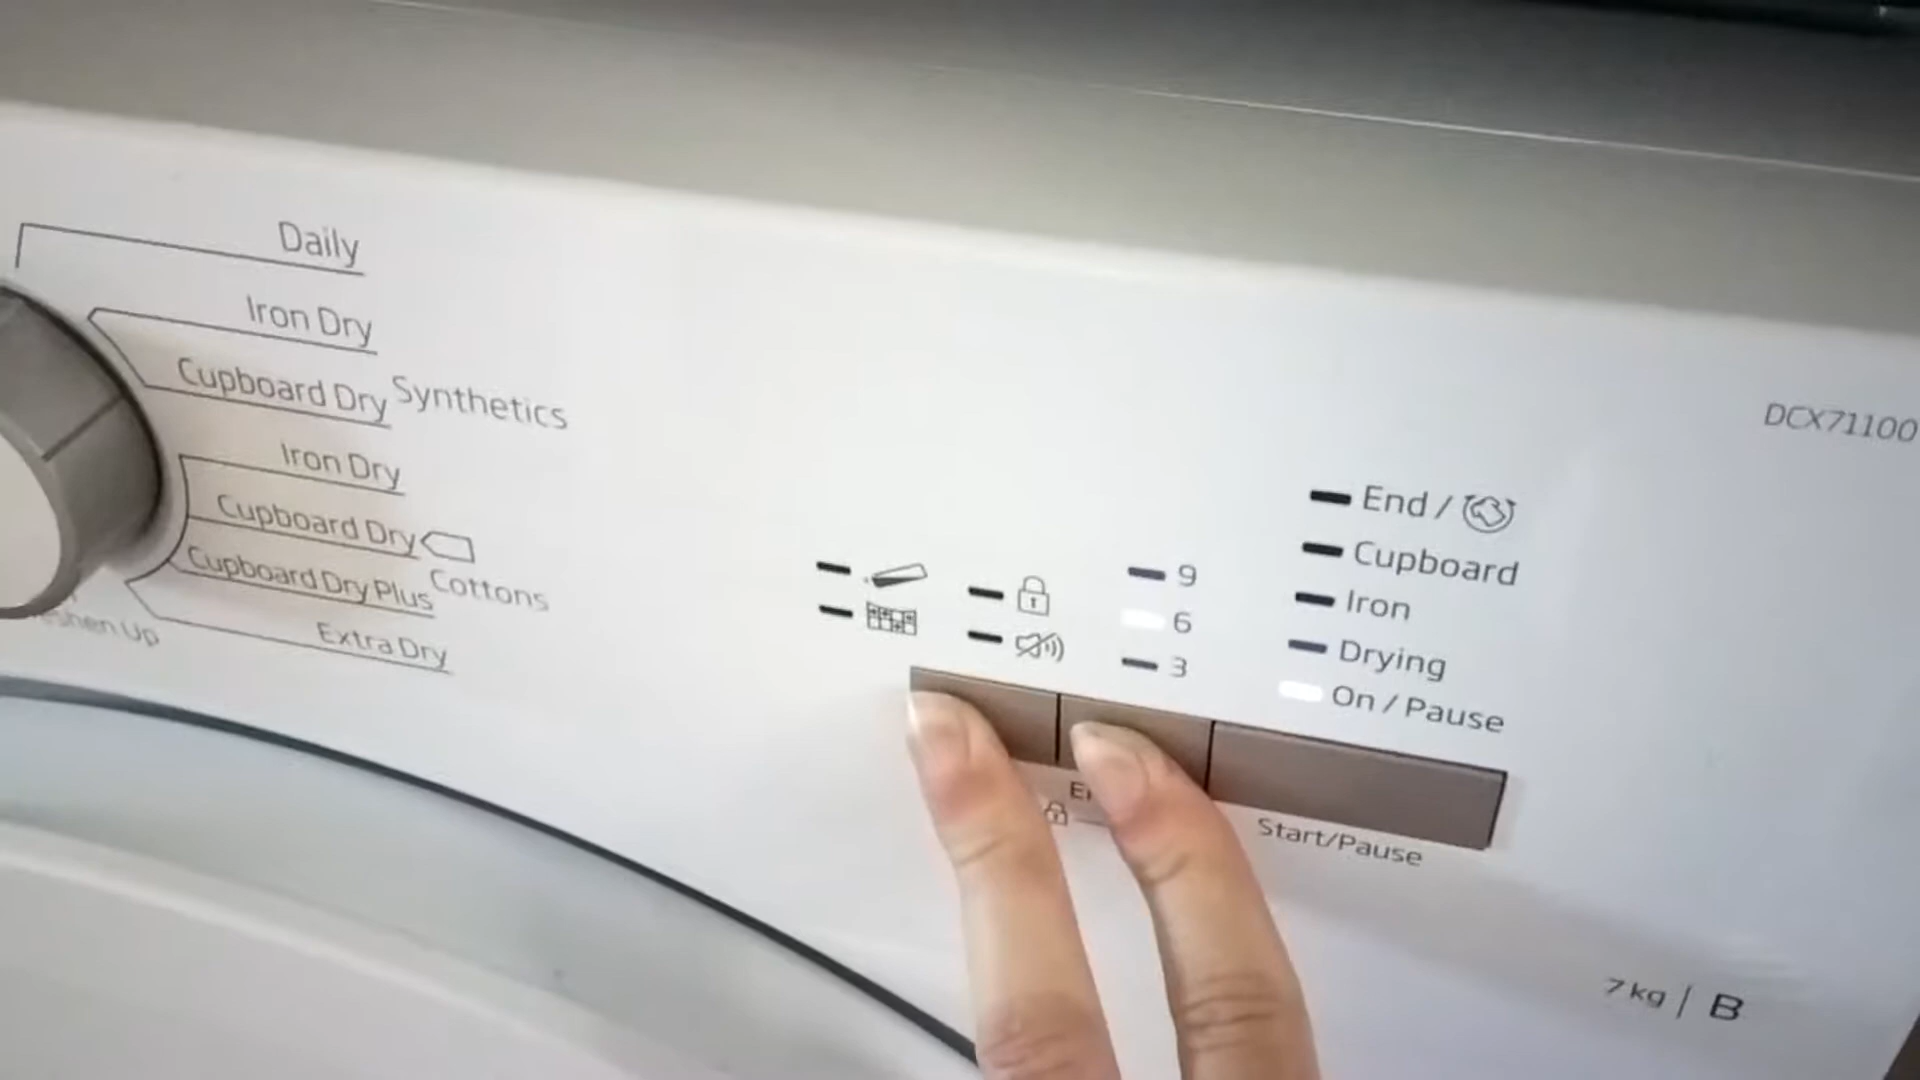 Daily
Iron Dry
Cupboard Dry
Synthetics
Iron Dry
Cupboard Dry
Cupboard Dry Plus
Cottons
Extra Dry
Up
9
6
3
End /
Cupboard
Iron
Drying
On / Pause
Start/Pause
DCX71100
7 kg | B